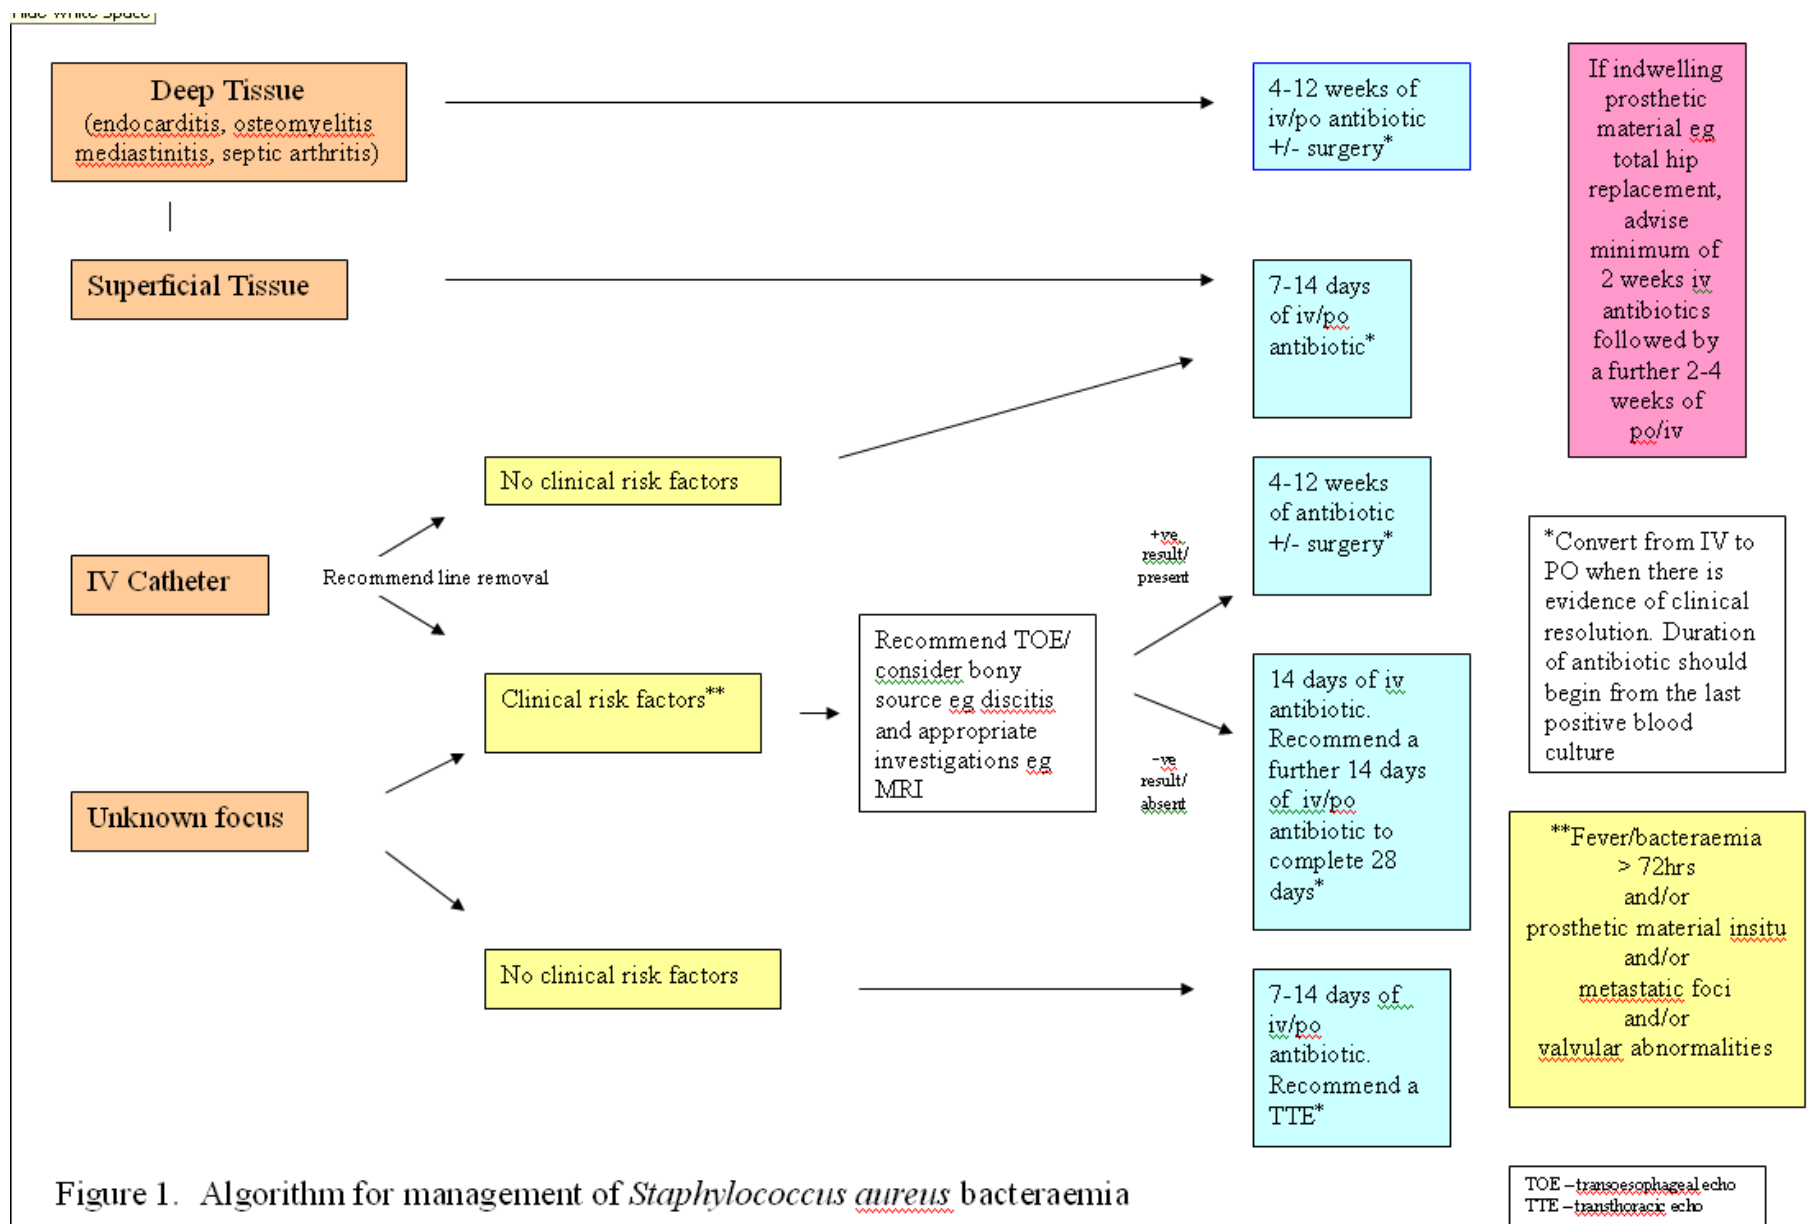 Hide White Space
Deep Tissue
(endocarditis, osteomyelitis
mediastinitis, septic arthritis)
4-12 weeks of
iv/po antibiotic
+/- surgery*
If indwelling
prosthetic
material eg
total hip
replacement,
advise
minimum of
2 weeks iv
antibiotics
followed by
a further 2-4
weeks of
po/iv
Superficial Tissue
7-14 days
of iv/po
antibiotic*
No clinical risk factors
IV Catheter
Recommend line removal
Clinical risk factors**
Recommend TOE/
consider bony
source eg discitis
and appropriate
investigations eg
MRI
+ve
result/
present
4-12 weeks
of antibiotic
+/- surgery*
*Convert from IV to
PO when there is
evidence of clinical
resolution. Duration
of antibiotic should
begin from the last
positive blood
culture
-ve
result/
absent
14 days of iv
antibiotic.
Recommend a
further 14 days
of iv/po
antibiotic to
complete 28
days*
Unknown focus
No clinical risk factors
7-14 days of
iv/po
antibiotic.
Recommend a
TTE*
**Fever/bacteraemia
> 72hrs
and/or
prosthetic material insitu
and/or
metastatic foci
and/or
valvular abnormalities
TOE –transoesophageal echo
TTE –transthoracic echo
Figure 1. Algorithm for management of Staphylococcus aureus bacteraemia